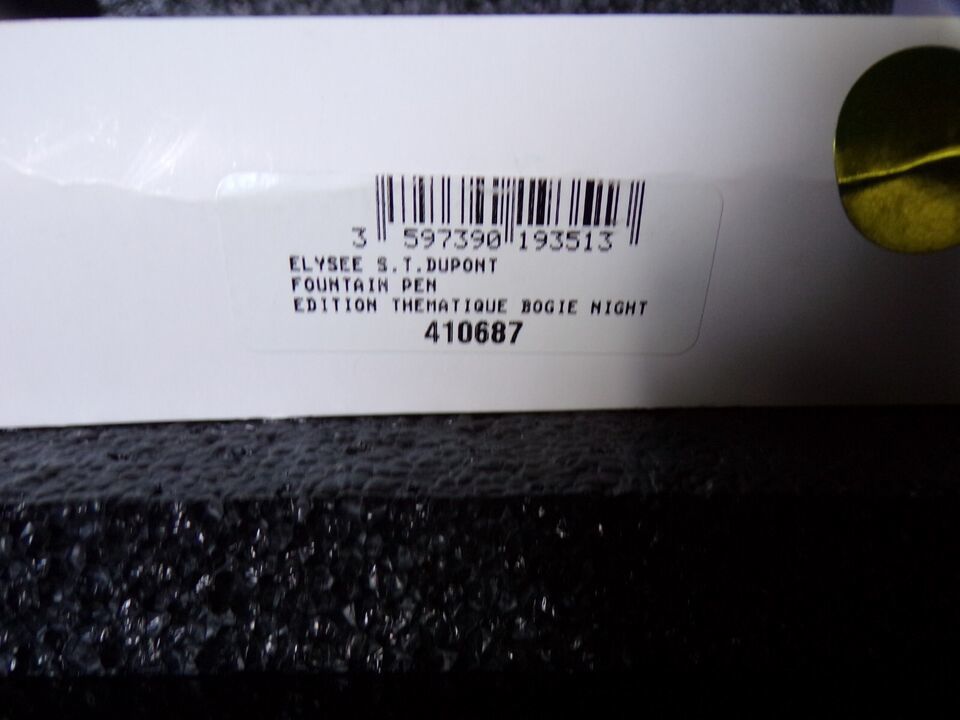 3 597390 193513
ELYSEE S.T.DUPONT
FOUNTAIN PEN
EDITION THEMATIQUE BOGIE NIGHT
410687